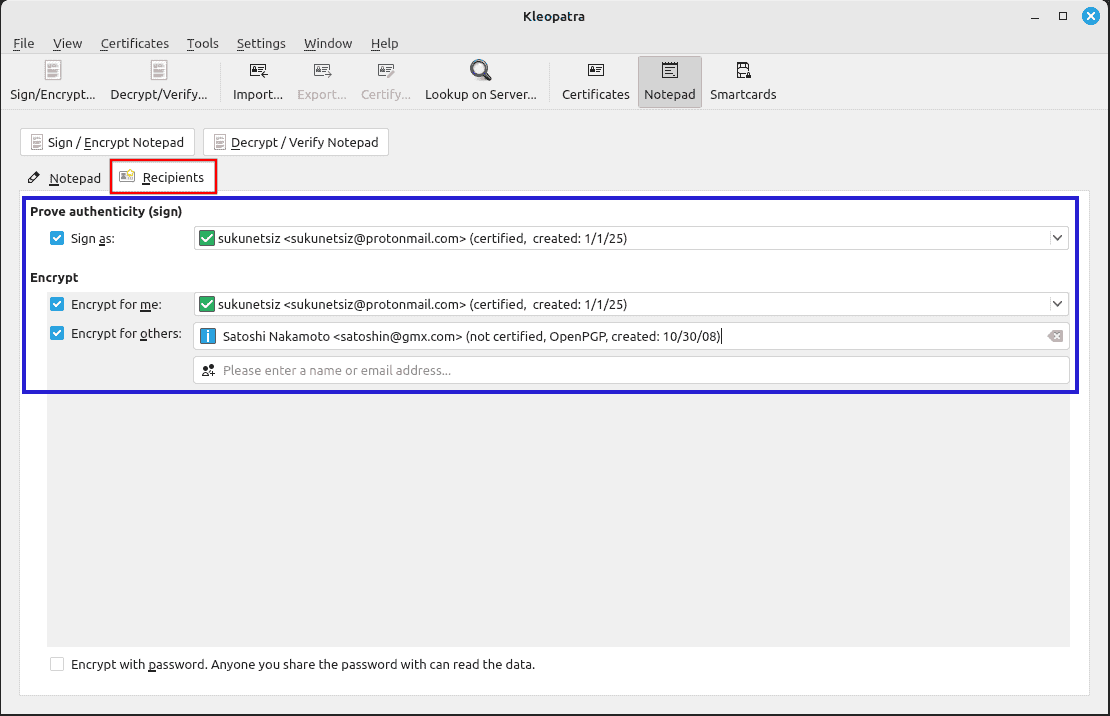 Kleopatra
File View Certificates Tools Settings Window Help
Sign/Encrypt... Decrypt/Verify... Import... Export... Certify... Lookup on Server... Certificates Notepad Smartcards
Sign / Encrypt Notepad Decrypt / Verify Notepad
Notepad Recipients
Prove authenticity (sign)
Sign as: sukunetsiz <sukunetsiz@protonmail.com> (certified, created: 1/1/25)
Encrypt
Encrypt for me: sukunetsiz <sukunetsiz@protonmail.com> (certified, created: 1/1/25)
Encrypt for others: Satoshi Nakamoto <satoshin@gmx.com> (not certified, OpenPGP, created: 10/30/08)
Please enter a name or email address...
Encrypt with password. Anyone you share the password with can read the data.